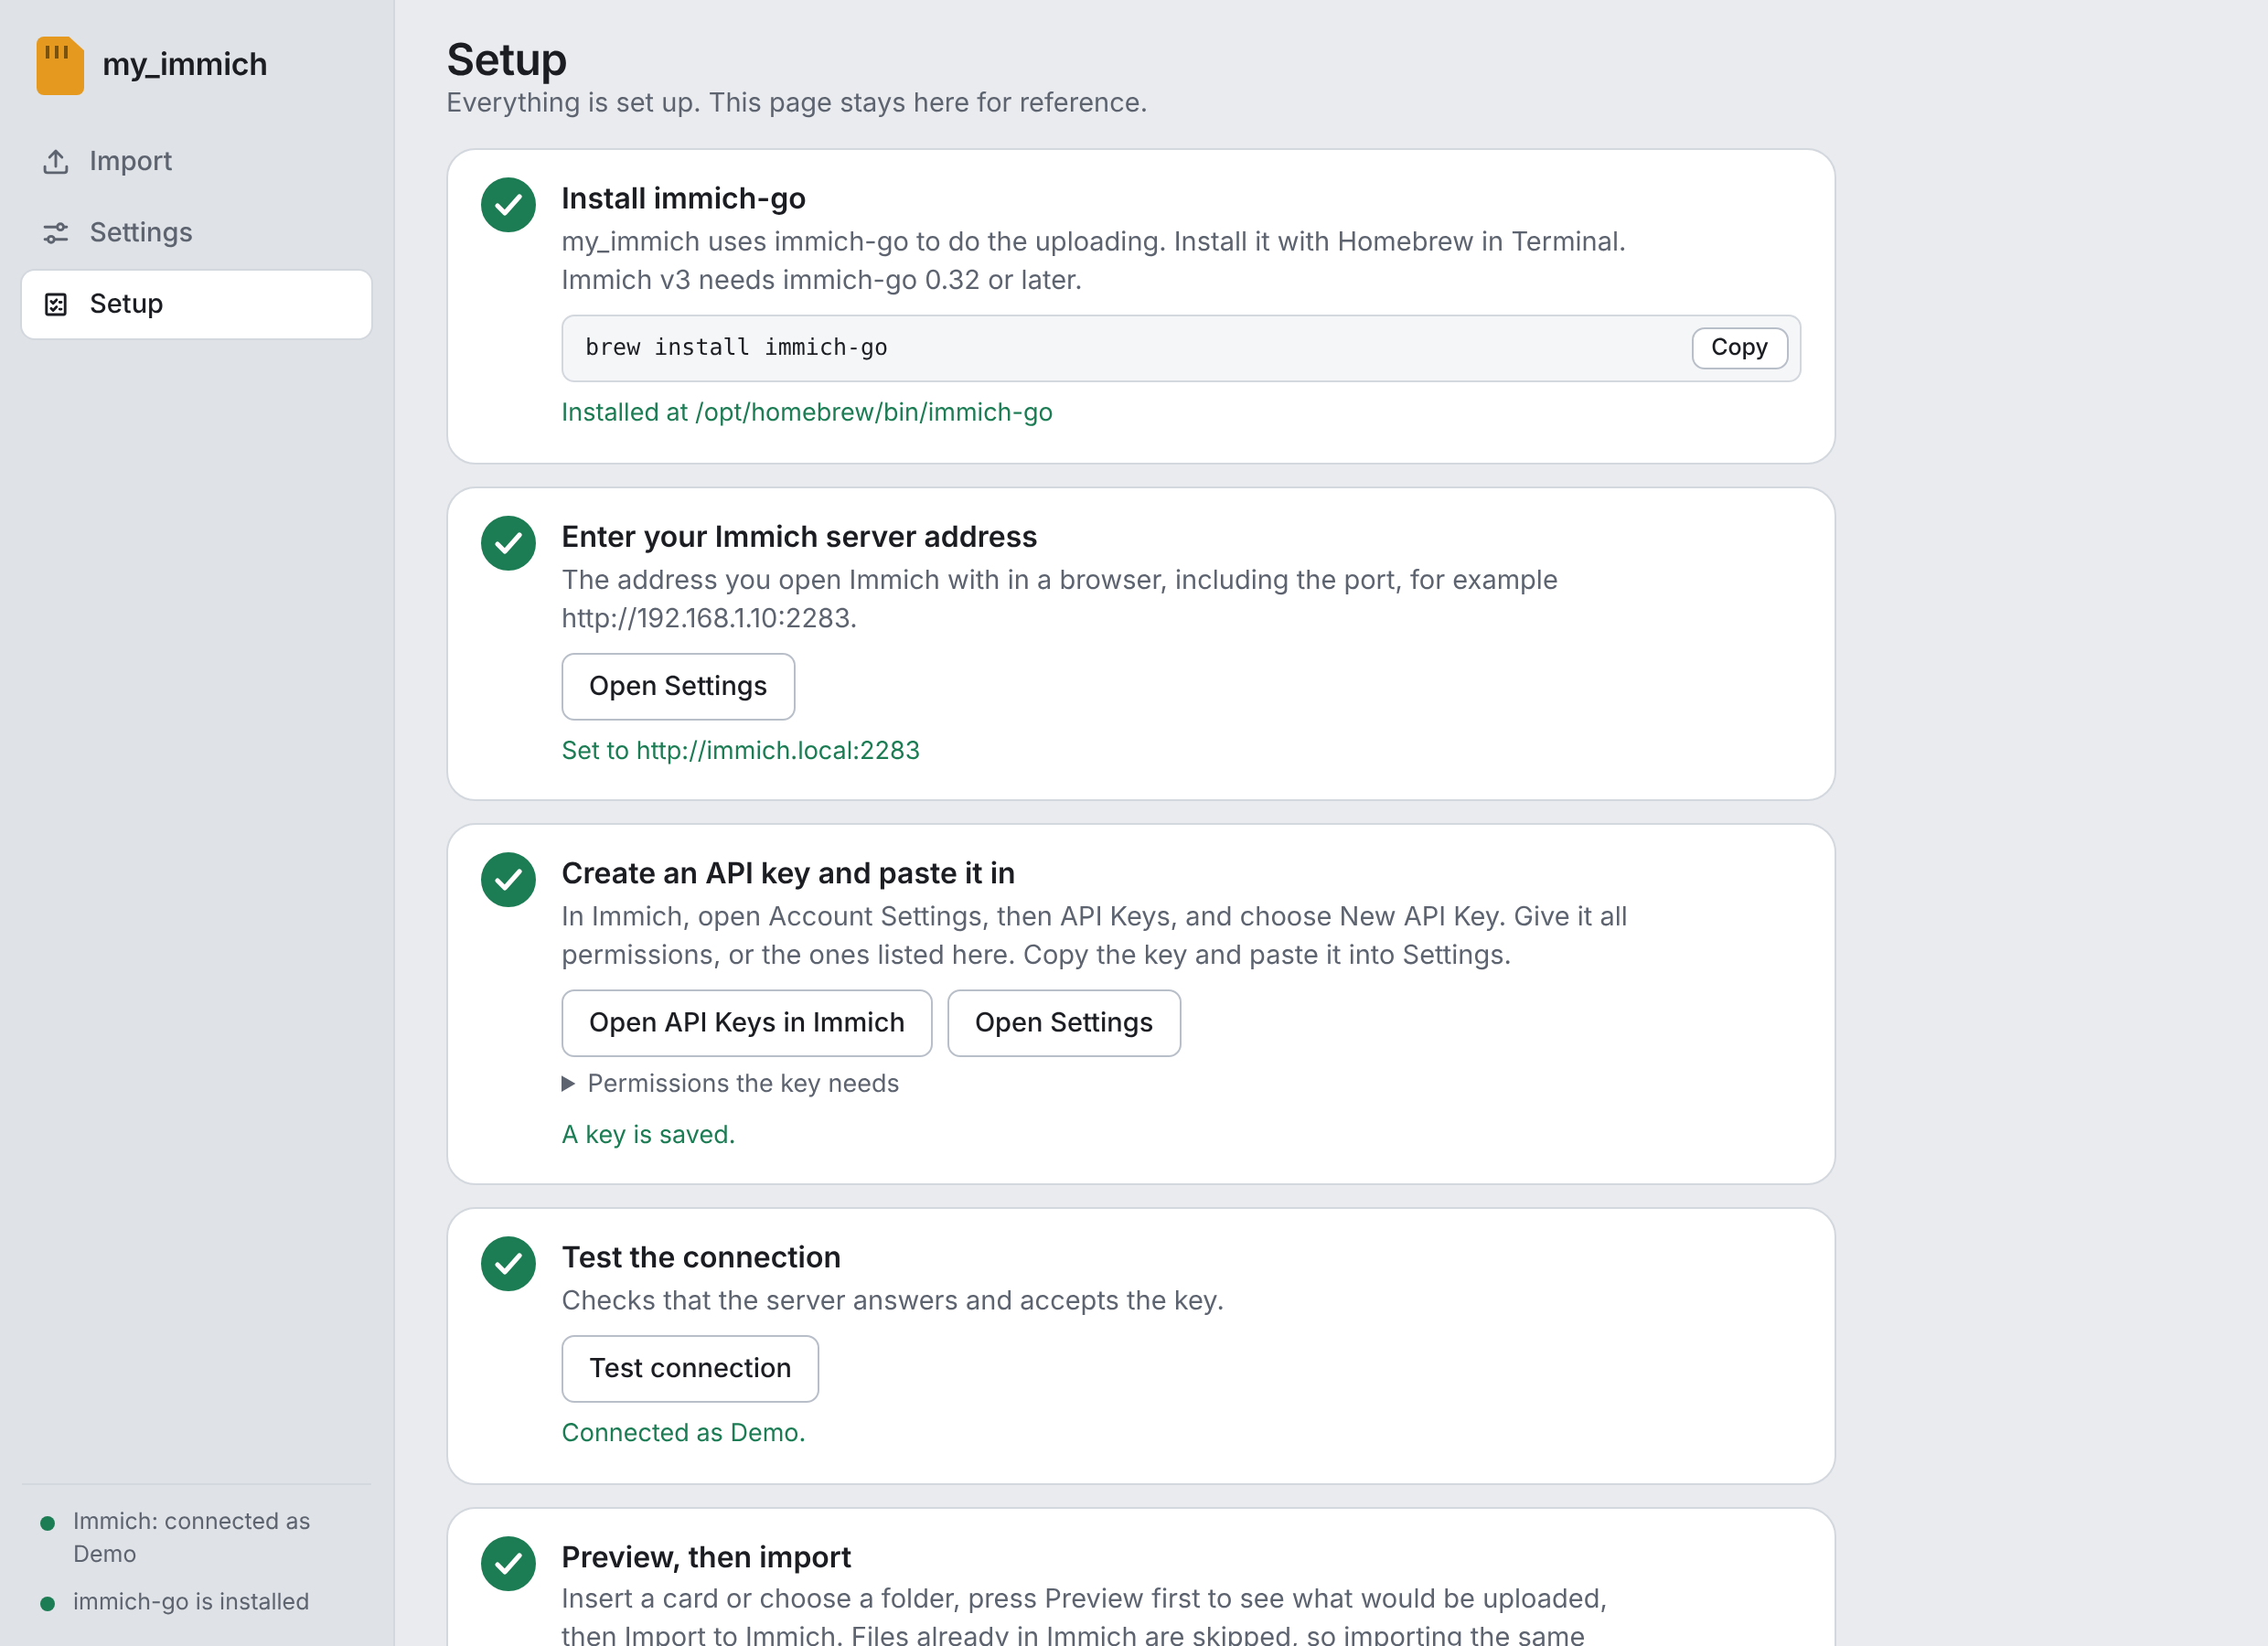 my_immich
Import
Settings
Setup
Immich: connected as
Demo
immich-go is installed
Setup
Everything is set up. This page stays here for reference.
Install immich-go
my_immich uses immich-go to do the uploading. Install it with Homebrew in Terminal.
Immich v3 needs immich-go 0.32 or later.
brew install immich-go
Copy
Installed at /opt/homebrew/bin/immich-go
Enter your Immich server address
The address you open Immich with in a browser, including the port, for example
http://192.168.1.10:2283.
Open Settings
Set to http://immich.local:2283
Create an API key and paste it in
In Immich, open Account Settings, then API Keys, and choose New API Key. Give it all
permissions, or the ones listed here. Copy the key and paste it into Settings.
Open API Keys in Immich
Open Settings
Permissions the key needs
A key is saved.
Test the connection
Checks that the server answers and accepts the key.
Test connection
Connected as Demo.
Preview, then import
Insert a card or choose a folder, press Preview first to see what would be uploaded,
then Import to Immich. Files already in Immich are skipped, so importing the same